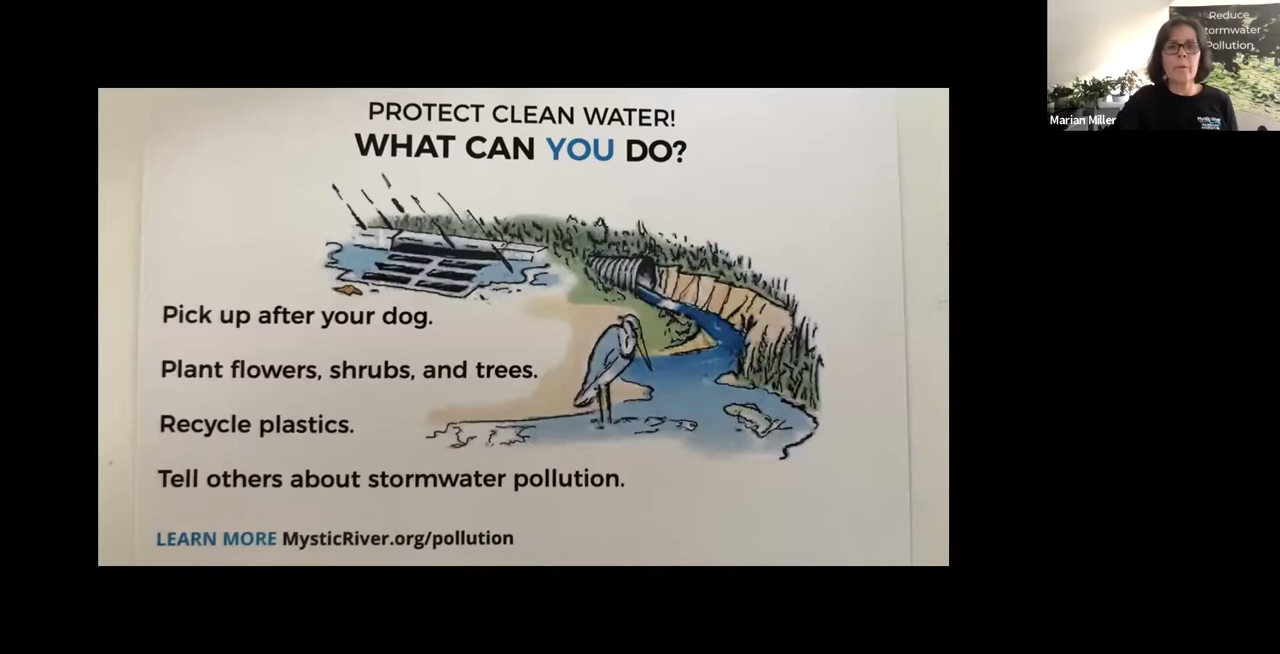 PROTECT CLEAN WATER!
WHAT CAN YOU DO?
Pick up after your dog.
Plant flowers, shrubs, and trees.
Recycle plastics.
Tell others about stormwater pollution.
LEARN MORE MysticRiver.org/pollution
Reduce
tormwater
Pollution
Marian Miller